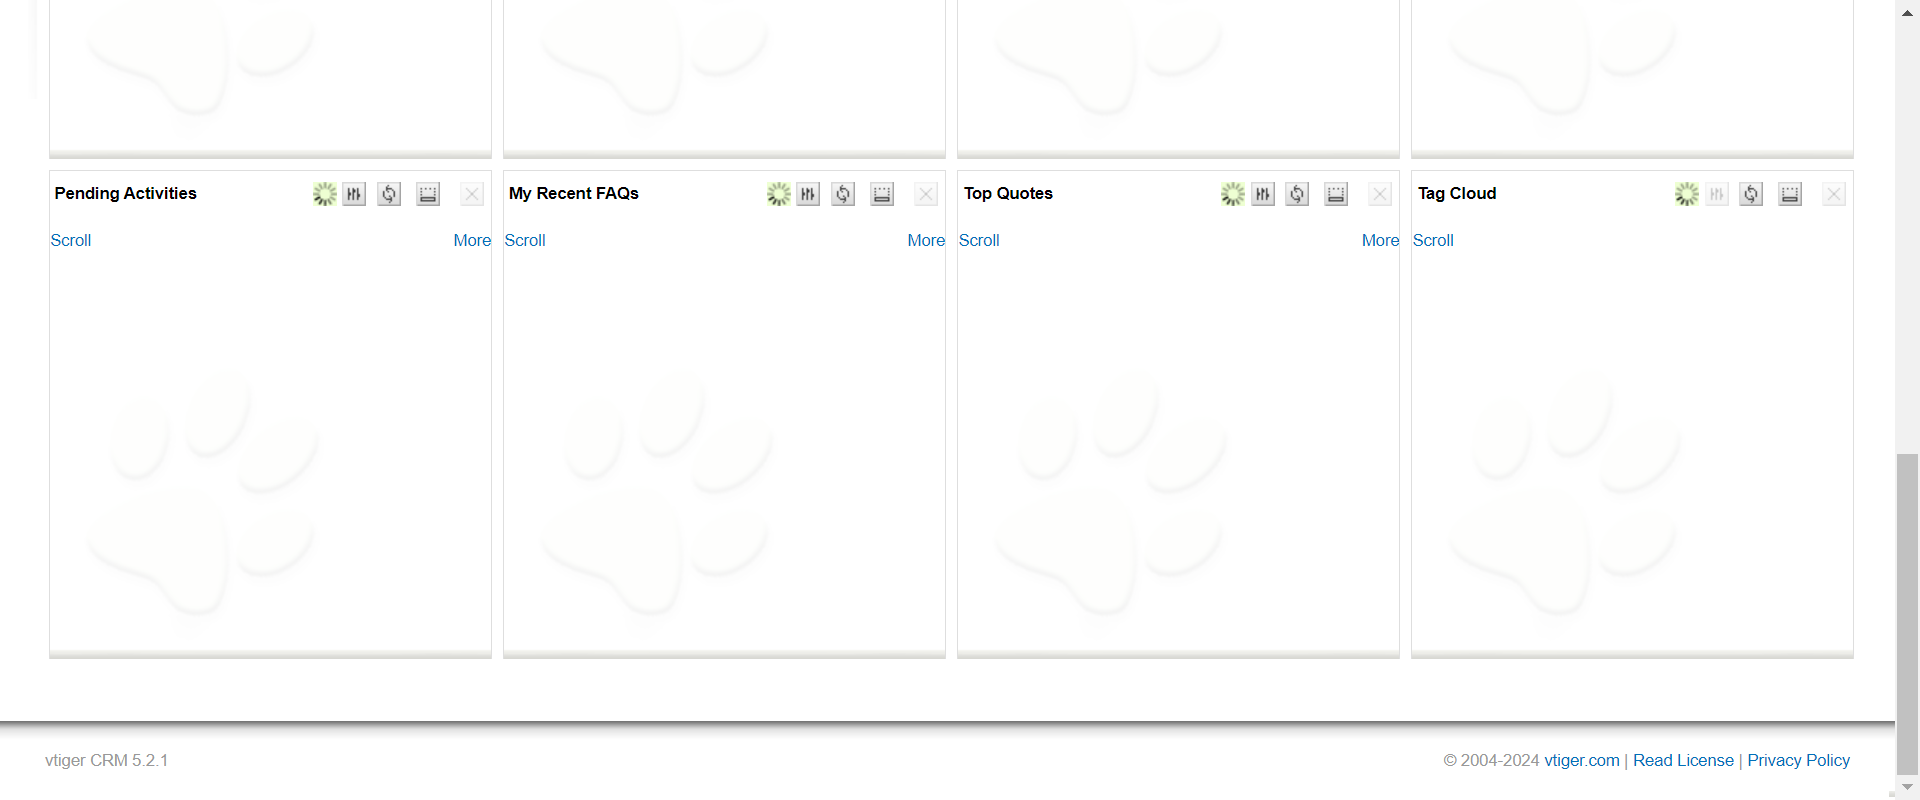 Pending Activities
Scroll More
My Recent FAQs
Scroll More
Top Quotes
Scroll More
Tag Cloud
Scroll
vtiger CRM 5.2.1
© 2004-2024 vtiger.com | Read License | Privacy Policy